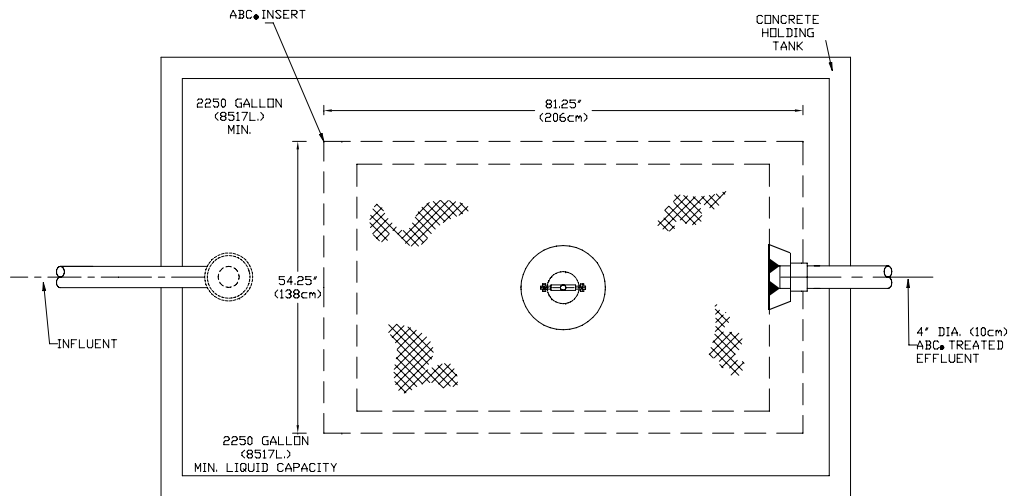 ABC® INSERT
CONCRETE
HOLDING
TANK
2250 GALLON
(8517L.)
MIN.
81.25"
(206cm)
54.25"
(138cm)
INFLUENT
4" DIA. (10cm)
ABC® TREATED
EFFLUENT
2250 GALLON
(8517L.)
MIN. LIQUID CAPACITY